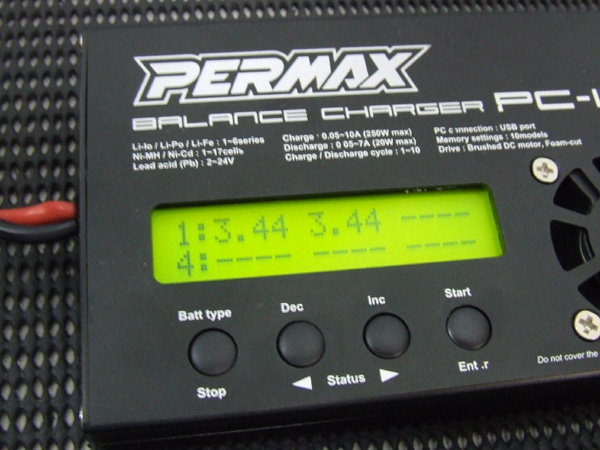 PERMAX
BALANCE CHARGER PC-
Li-Io / Li-Po / Li-Fe : 1~6series
Ni-MH / Ni-Cd : 1~17cells
Lead acid (Pb) : 2~24V
Charge : 0.05~10A (250W max)
Discharge : 0 05~7A (20W max)
Charge / Discharge cycle : 1~10
PC c nnection : USB port
Memory settings : 10models
Drive : Brushed DC motor, Foam-cut
1:3.44 3.44 ----
4:---- ---- ----
Batt type
Dec
Inc
Start
Stop
◀ Status ▶
Ent .r
Do not cover the